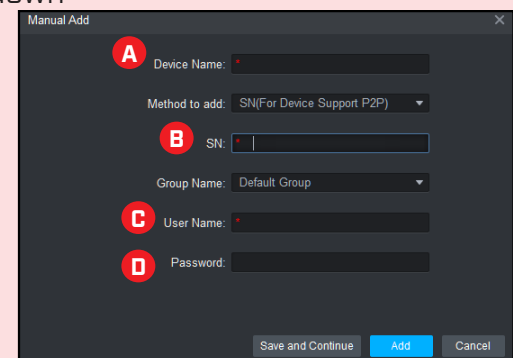 Manual Add
A Device Name: *
Method to add: SN(For Device Support P2P)
B SN: *
Group Name: Default Group
C User Name: *
D Password:
Save and Continue Add Cancel